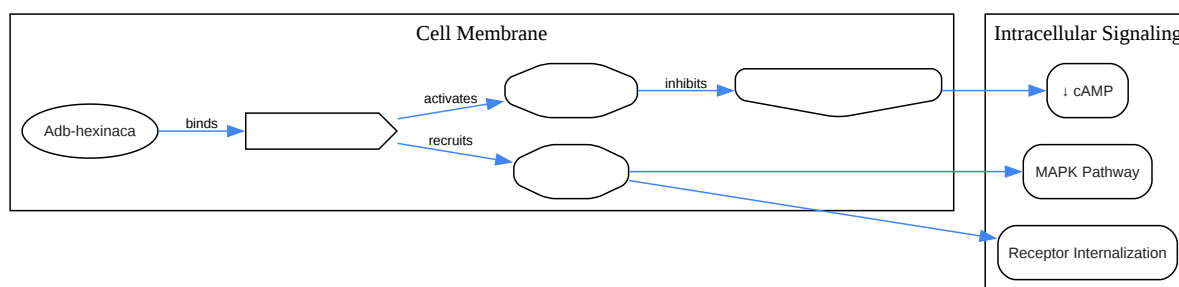 Cell Membrane
Intracellular Signaling
Adb-hexinaca
binds
activates
recruits
inhibits
↓ cAMP
MAPK Pathway
Receptor Internalization